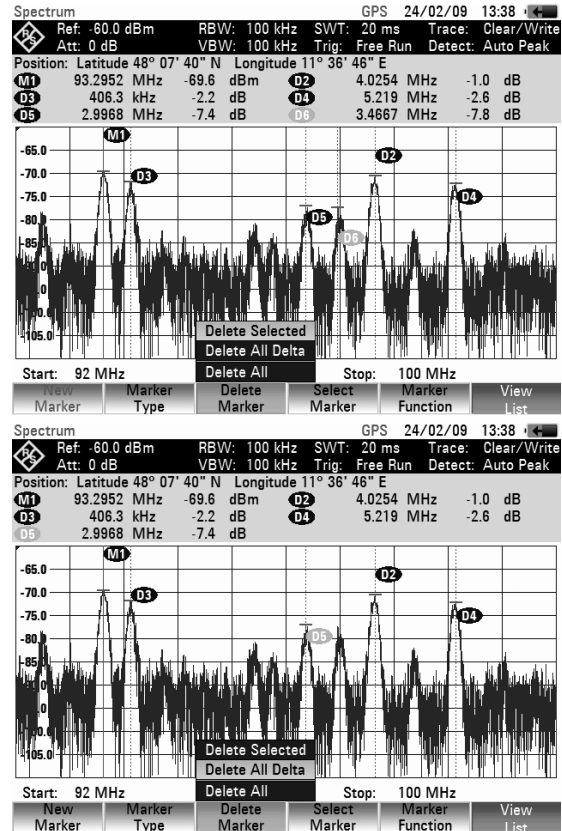 Spectrum GPS 24/02/09 13:38
Ref: -60.0 dBm RBW: 100 kHz SWT: 20 ms Trace: Clear/Write
Att: 0 dB VBW: 100 kHz Trig: Free Run Detect: Auto Peak
Position: Latitude 48° 07' 40" N Longitude 11° 36' 46" E
M1 93.2952 MHz -69.6 dBm D2 4.0254 MHz -1.0 dB
D3 406.3 kHz -2.2 dB D4 5.219 MHz -2.6 dB
D5 2.9968 MHz -7.4 dB D6 3.4667 MHz -7.8 dB
M1
-65.0
D2
-70.0
D3
-75.0
D4
-80.0
D5
D6
-105.0
Delete Selected
Delete All Delta
Delete All
Start: 92 MHz Stop: 100 MHz
New Marker Delete Select Marker View
Marker Type Marker Marker Function List
Spectrum GPS 24/02/09 13:38
Ref: -60.0 dBm RBW: 100 kHz SWT: 20 ms Trace: Clear/Write
Att: 0 dB VBW: 100 kHz Trig: Free Run Detect: Auto Peak
Position: Latitude 48° 07' 40" N Longitude 11° 36' 46" E
M1 93.2952 MHz -69.6 dBm D2 4.0254 MHz -1.0 dB
D3 406.3 kHz -2.2 dB D4 5.219 MHz -2.6 dB
D5 2.9968 MHz -7.4 dB
M1
-65.0
D2
-70.0
D3
-75.0
D4
-80.0
D5
-105.0
Delete Selected
Delete All Delta
Delete All
Start: 92 MHz Stop: 100 MHz
New Marker Delete Select Marker View
Marker Type Marker Marker Function List